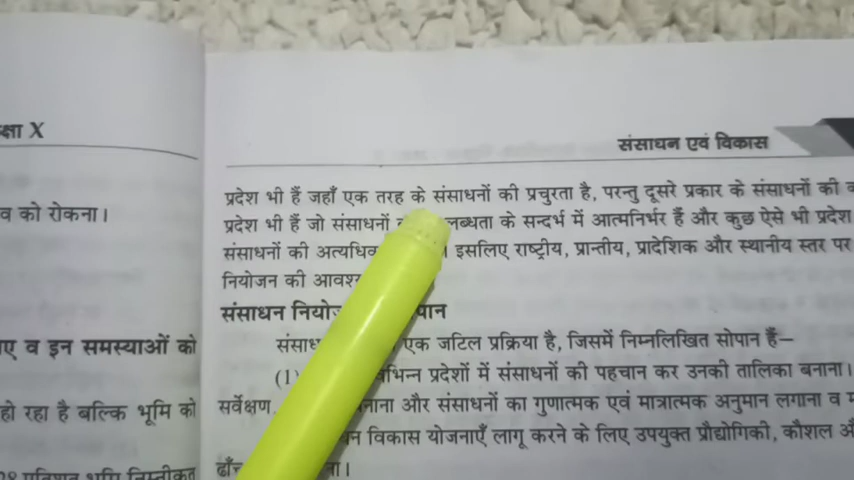 क्षा X
व को रोकना।
ए व इन समस्याओं को
हो रहा है बल्कि भूमि को
संसाधन एवं विकास
प्रदेश भी हैं जहाँ एक तरह के संसाधनों की प्रचुरता है, परन्तु दूसरे प्रकार के संसाधनों की
प्रदेश भी हैं जो संसाधनों लब्धता के सन्दर्भ में आत्मनिर्भर हैं और कुछ ऐसे भी प्रदेश
संसाधनों की अत्यधिक इसलिए राष्ट्रीय, प्रान्तीय, प्रादेशिक और स्थानीय स्तर पर
नियोजन की
संसाधन पान
एक जटिल प्रक्रिया है, जिसमें निम्नलिखित सोपान हैं–
(1) प्रदेशों में संसाधनों की पहचान कर उनकी तालिका बनाना।
सर्वेक्षण, नाना और संसाधनों का गुणात्मक एवं मात्रात्मक अनुमान लगाना व
विकास योजनाएँ लागू करने के लिए उपयुक्त प्रौद्योगिकी, कौशल
ना।